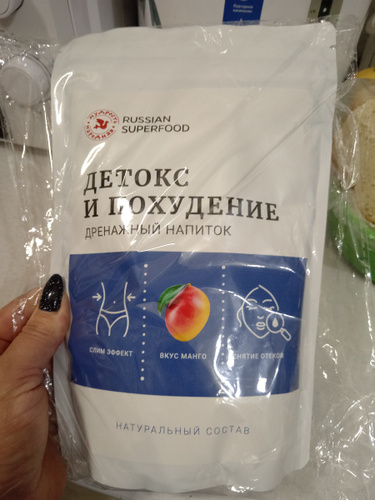 RUSSIAN
SUPERFOOD
ДЕТОКС
И ПОХУДЕНИЕ
ДРЕНАЖНЫЙ НАПИТОК
СЛИМ ЭФФЕКТ
ВКУС МАНГО
СНЯТИЕ ОТЕКОВ
НАТУРАЛЬНЫЙ СОСТАВ